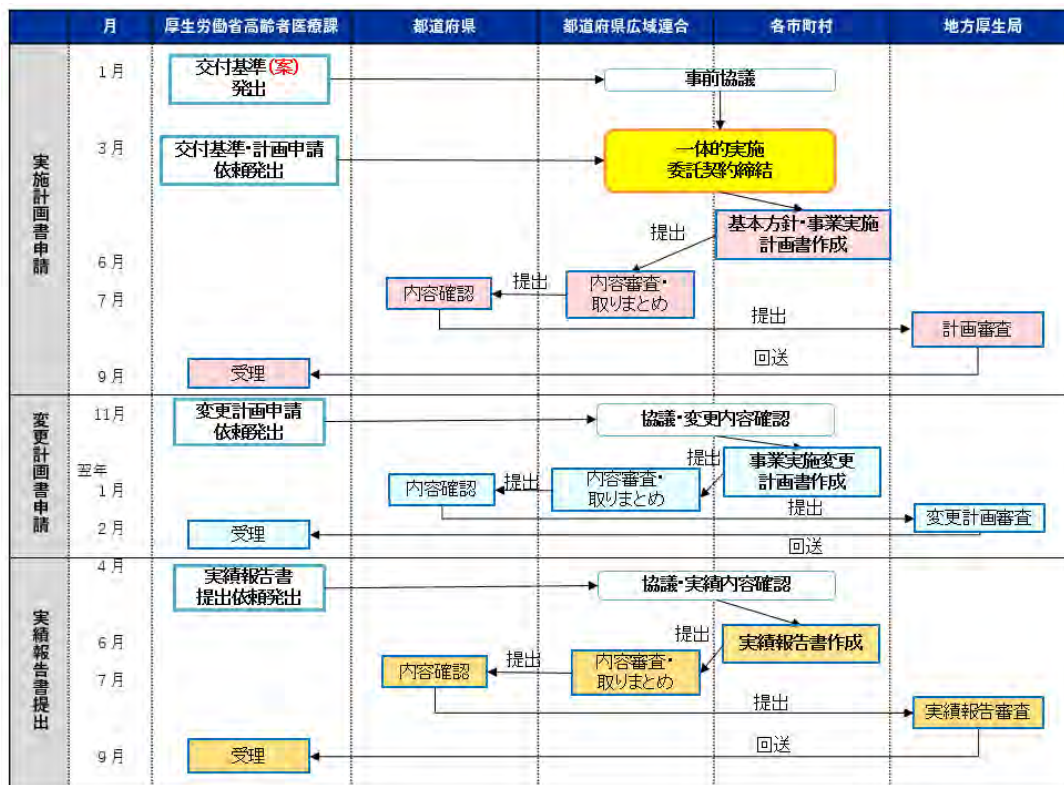 月
厚生労働省高齢者医療課
都道府県
都道府県広域連合
各市町村
地方厚生局
実施計画書申請
1月
交付基準(案)
発出
事前協議
3月
交付基準・計画申請
依頼発出
一体的実施
委託契約締結
基本方針・事業実施
計画書作成
提出
6月
内容審査・
取りまとめ
提出
内容確認
7月
提出
計画審査
回送
9月
受理
変更計画書申請
11月
変更計画申請
依頼発出
協議・変更内容確認
事業実施変更
計画書作成
提出
翌年
1月
内容審査・
取りまとめ
提出
内容確認
提出
変更計画審査
2月
受理
回送
実績報告書提出
4月
実績報告書
提出依頼発出
協議・実績内容確認
実績報告書作成
提出
6月
内容審査・
取りまとめ
提出
内容確認
7月
提出
実績報告審査
回送
9月
受理